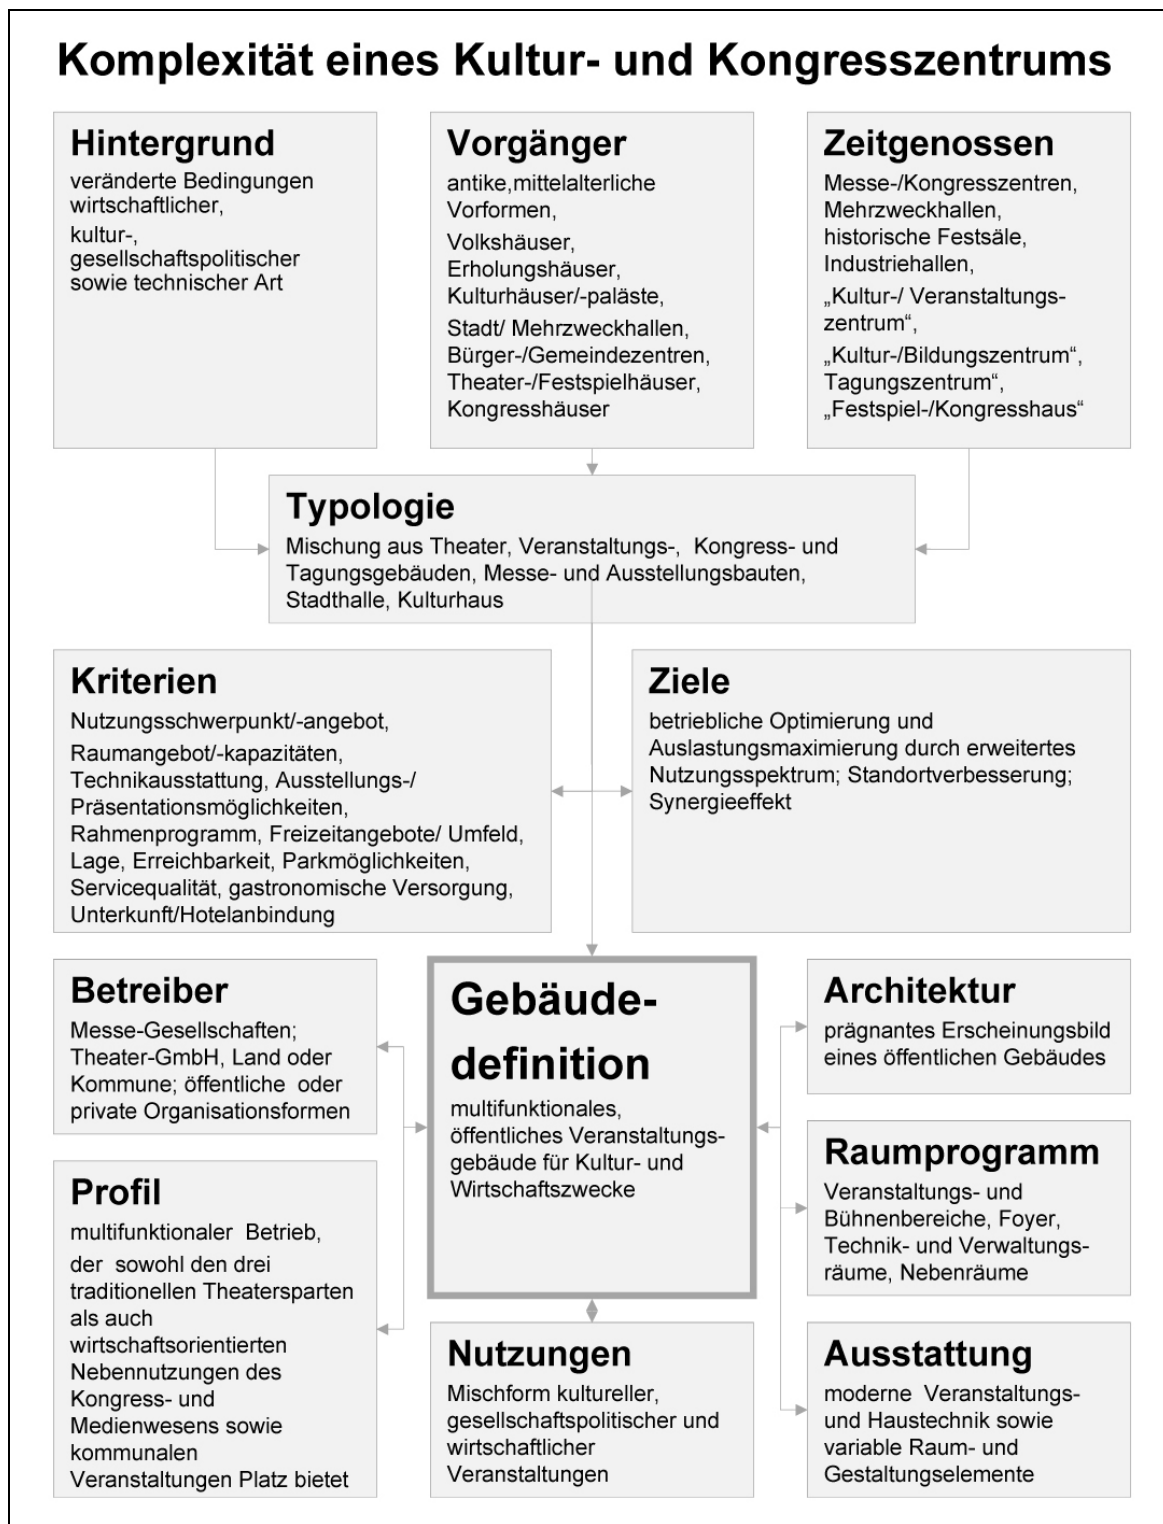 Komplexität eines Kultur- und Kongresszentrums
Hintergrund
veränderte Bedingungen
wirtschaftlicher,
kultur-,
gesellschaftspolitischer
sowie technischer Art
Vorgänger
antike,mittelalterliche
Vorformen,
Volkshäuser,
Erholungshäuser,
Kulturhäuser/-paläste,
Stadt/ Mehrzweckhallen,
Bürger-/Gemeindezentren,
Theater-/Festspielhäuser,
Kongresshäuser
Zeitgenossen
Messe-/Kongresszentren,
Mehrzweckhallen,
historische Festsäle,
Industriehallen,
„Kultur-/ Veranstaltungs-
zentrum“,
„Kultur-/Bildungszentrum“,
Tagungszentrum“,
„Festspiel-/Kongresshaus“
Typologie
Mischung aus Theater, Veranstaltungs-, Kongress- und
Tagungsgebäuden, Messe- und Ausstellungsbauten,
Stadthalle, Kulturhaus
Kriterien
Nutzungsschwerpunkt/-angebot,
Raumangebot/-kapazitäten,
Technikausstattung, Ausstellungs-/
Präsentationsmöglichkeiten,
Rahmenprogramm, Freizeitangebote/ Umfeld,
Lage, Erreichbarkeit, Parkmöglichkeiten,
Servicequalität, gastronomische Versorgung,
Unterkunft/Hotelanbindung
Ziele
betriebliche Optimierung und
Auslastungsmaximierung durch erweitertes
Nutzungsspektrum; Standortverbesserung;
Synergieeffekt
Betreiber
Messe-Gesellschaften;
Theater-GmbH, Land oder
Kommune; öffentliche oder
private Organisationsformen
Profil
multifunktionaler Betrieb,
der sowohl den drei
traditionellen Theatersparten
als auch
wirtschaftsorientierten
Nebennutzungen des
Kongress- und
Medienwesens sowie
kommunalen
Veranstaltungen Platz bietet
Gebäude-
definition
multifunktionales,
öffentliches Veranstaltungs-
gebäude für Kultur- und
Wirtschaftszwecke
Nutzungen
Mischform kultureller,
gesellschaftspolitischer und
wirtschaftlicher
Veranstaltungen
Architektur
prägnantes Erscheinungsbild
eines öffentlichen Gebäudes
Raumprogramm
Veranstaltungs- und
Bühnenbereiche, Foyer,
Technik- und Verwaltungs-
räume, Nebenräume
Ausstattung
moderne Veranstaltungs-
und Haustechnik sowie
variable Raum- und
Gestaltungselemente